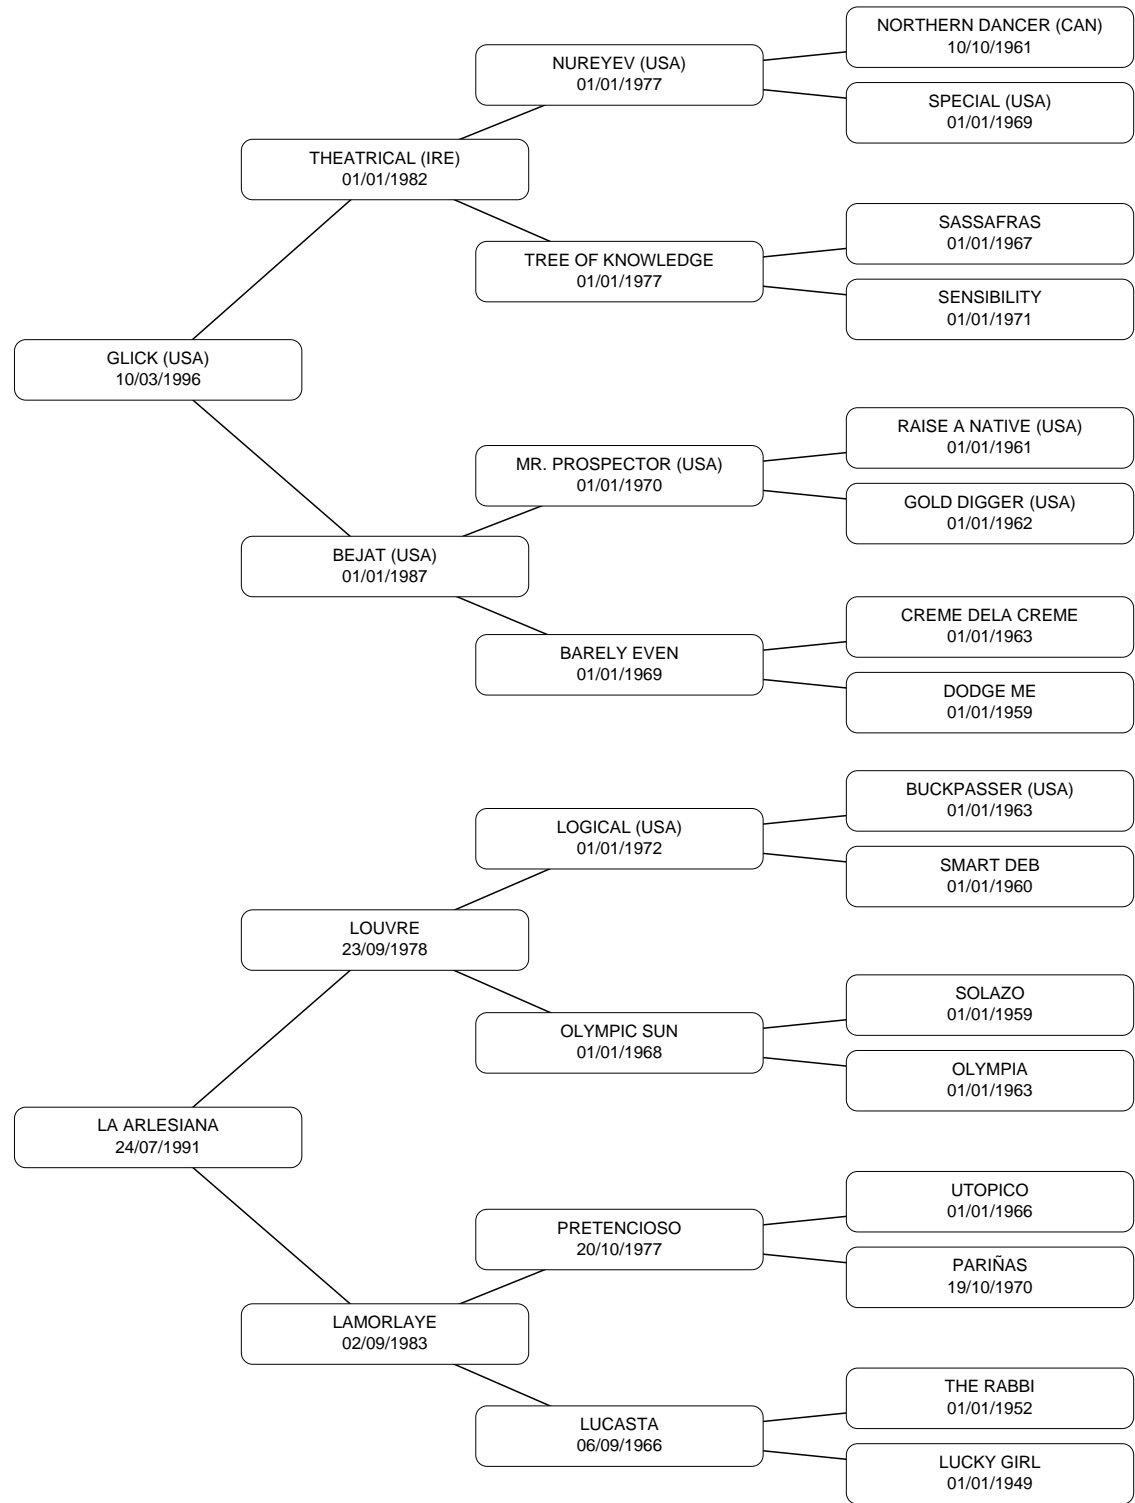 NORTHERN DANCER (CAN)
10/10/1961
NUREYEV (USA)
01/01/1977
SPECIAL (USA)
01/01/1969
THEATRICAL (IRE)
01/01/1982
SASSAFRAS
01/01/1967
TREE OF KNOWLEDGE
01/01/1977
SENSIBILITY
01/01/1971
GLICK (USA)
10/03/1996
RAISE A NATIVE (USA)
01/01/1961
MR. PROSPECTOR (USA)
01/01/1970
GOLD DIGGER (USA)
01/01/1962
BEJAT (USA)
01/01/1987
CREME DELA CREME
01/01/1963
BARELY EVEN
01/01/1969
DODGE ME
01/01/1959
BUCKPASSER (USA)
01/01/1963
LOGICAL (USA)
01/01/1972
SMART DEB
01/01/1960
LOUVRE
23/09/1978
SOLAZO
01/01/1959
OLYMPIC SUN
01/01/1968
OLYMPIA
01/01/1963
LA ARLESIANA
24/07/1991
UTOPICO
01/01/1966
PRETENCIOSO
20/10/1977
PARIÑAS
19/10/1970
LAMORLAYE
02/09/1983
THE RABBI
01/01/1952
LUCASTA
06/09/1966
LUCKY GIRL
01/01/1949